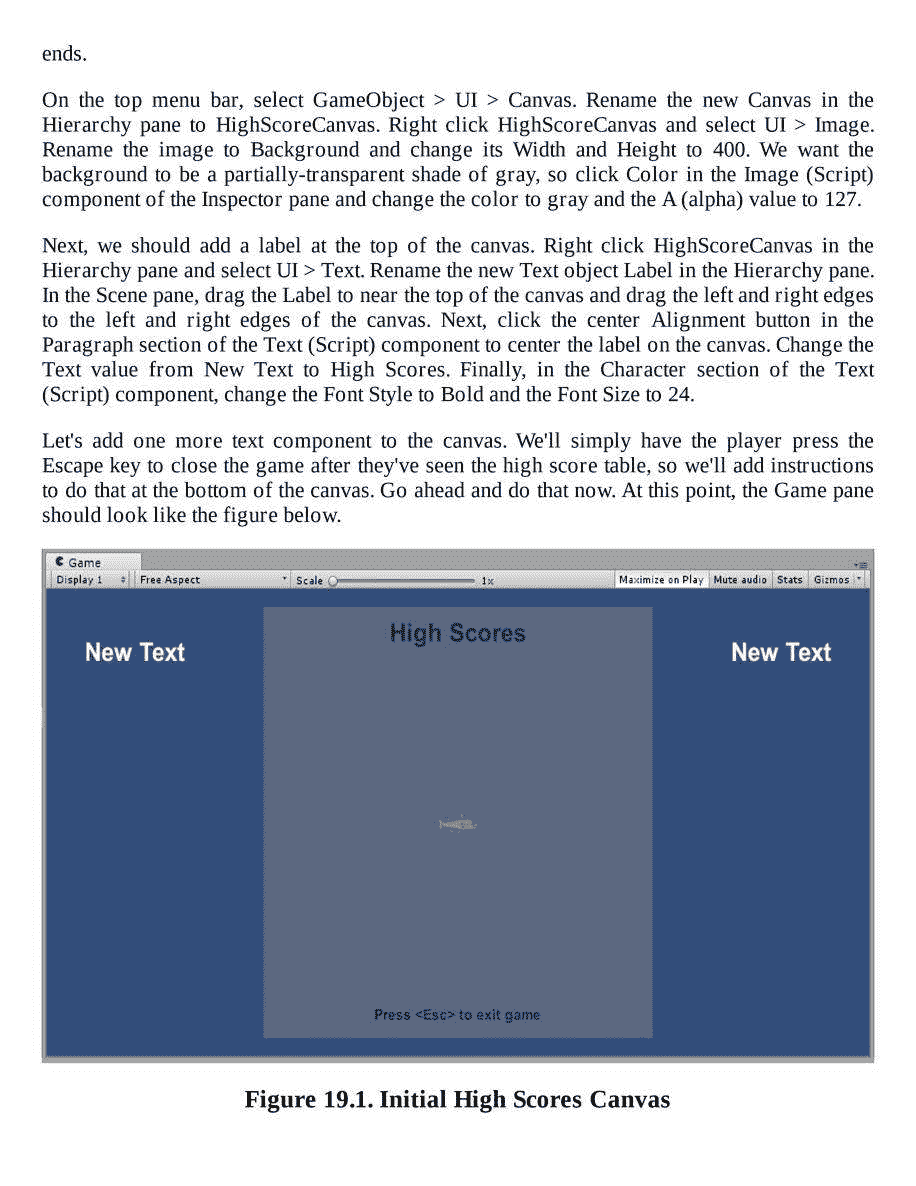 ends.
On the top menu bar, select GameObject > UI > Canvas. Rename the new Canvas in the
Hierarchy pane to HighScoreCanvas. Right click HighScoreCanvas and select UI > Image.
Rename the image to Background and change its Width and Height to 400. We want the
background to be a partially-transparent shade of gray, so click Color in the Image (Script)
component of the Inspector pane and change the color to gray and the A (alpha) value to 127.
Next, we should add a label at the top of the canvas. Right click HighScoreCanvas in the
Hierarchy pane and select UI > Text. Rename the new Text object Label in the Hierarchy pane.
In the Scene pane, drag the Label to near the top of the canvas and drag the left and right edges
to the left and right edges of the canvas. Next, click the center Alignment button in the
Paragraph section of the Text (Script) component to center the label on the canvas. Change the
Text value from New Text to High Scores. Finally, in the Character section of the Text
(Script) component, change the Font Style to Bold and the Font Size to 24.
Let's add one more text component to the canvas. We'll simply have the player press the
Escape key to close the game after they've seen the high score table, so we'll add instructions
to do that at the bottom of the canvas. Go ahead and do that now. At this point, the Game pane
should look like the figure below.
Game
Display 1 Free Aspect Scale 1x Maximize on Play Mute audio Stats Gizmos
High Scores
New Text New Text
Press <Esc> to exit game
Figure 19.1. Initial High Scores Canvas